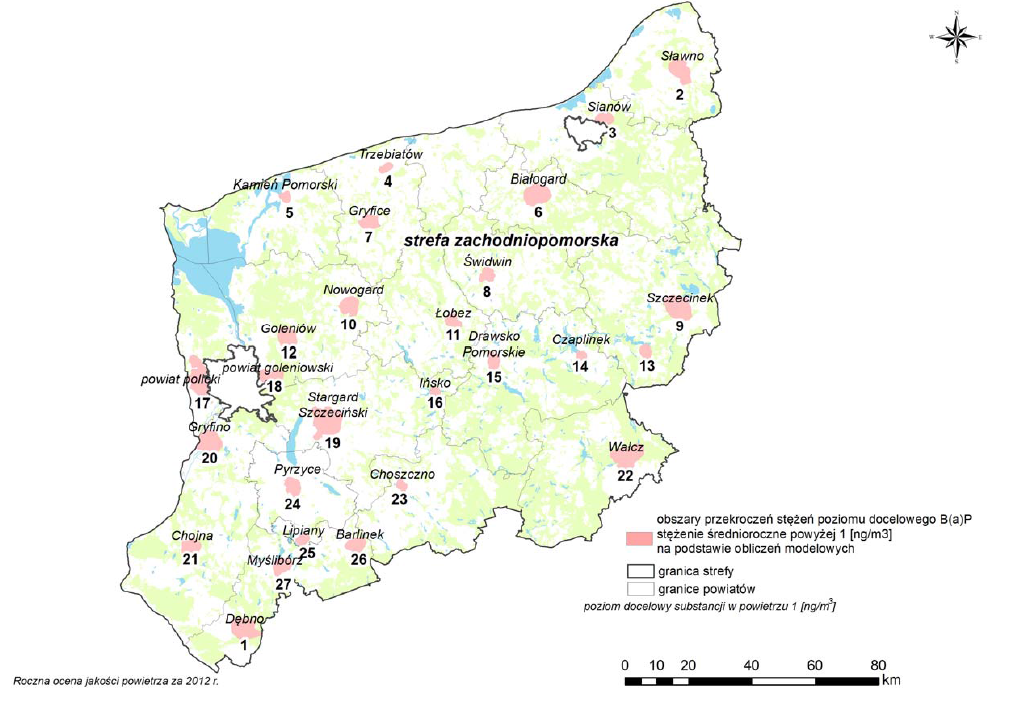 N
W E
S
Sławno
2
Sianów
3
Trzebiatów
4
Kamień Pomorski
5
Białogard
6
Gryfice
7
strefa zachodniopomorska
Świdwin
8
Szczecinek
9
Nowogard
10
Łobez
11
Goleniów
12
Drawsko
Pomorskie
15
Czaplinek
14
13
powiat policki
17
powiat goleniowski
18
Ińsko
16
Stargard
Szczeciński
19
Gryfino
20
Wałcz
22
Pyrzyce
24
Choszczno
23
Chojna
21
Lipiany
25
Barlinek
26
Myślibórz
27
Dębno
1
obszary przekroczeń stężeń poziomu docelowego B(a)P
stężenie średnioroczne powyżej 1 [ng/m3]
na podstawie obliczeń modelowych
granica strefy
granice powiatów
poziom docelowy substancji w powietrzu 1 [ng/m³]
0 10 20 40 60 80
km
Roczna ocena jakości powietrza za 2012 r.